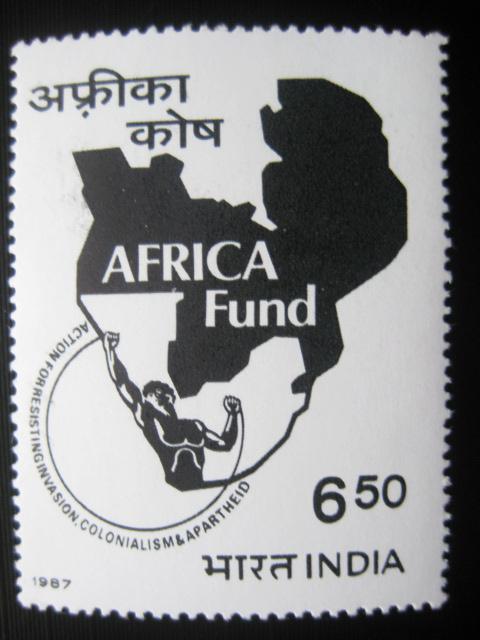 अफ़्रीका
कोष
AFRICA
Fund
ACTION FOR RESISTING INVASION, COLONIALISM & APARTHEID
6 50
भारत INDIA
1987